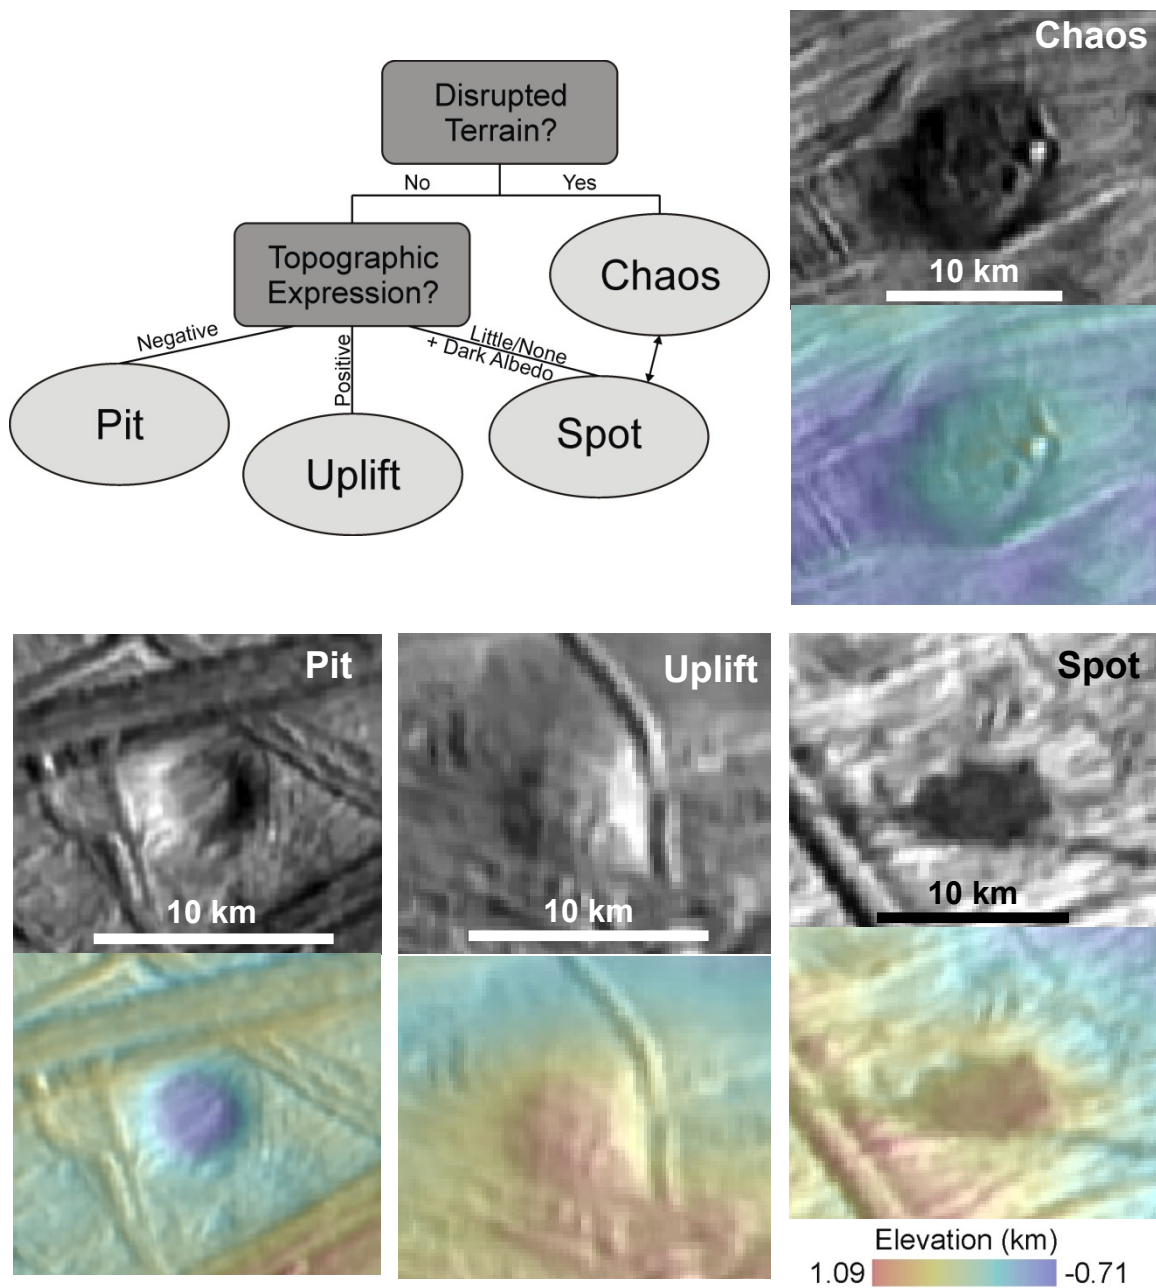 Disrupted
Terrain?
No
Yes
Topographic
Expression?
Chaos
Negative
Positive
Little/None
+ Dark Albedo
Pit
Uplift
Spot
Chaos
10 km
Pit
10 km
Uplift
10 km
Spot
10 km
Elevation (km)
1.09 -0.71